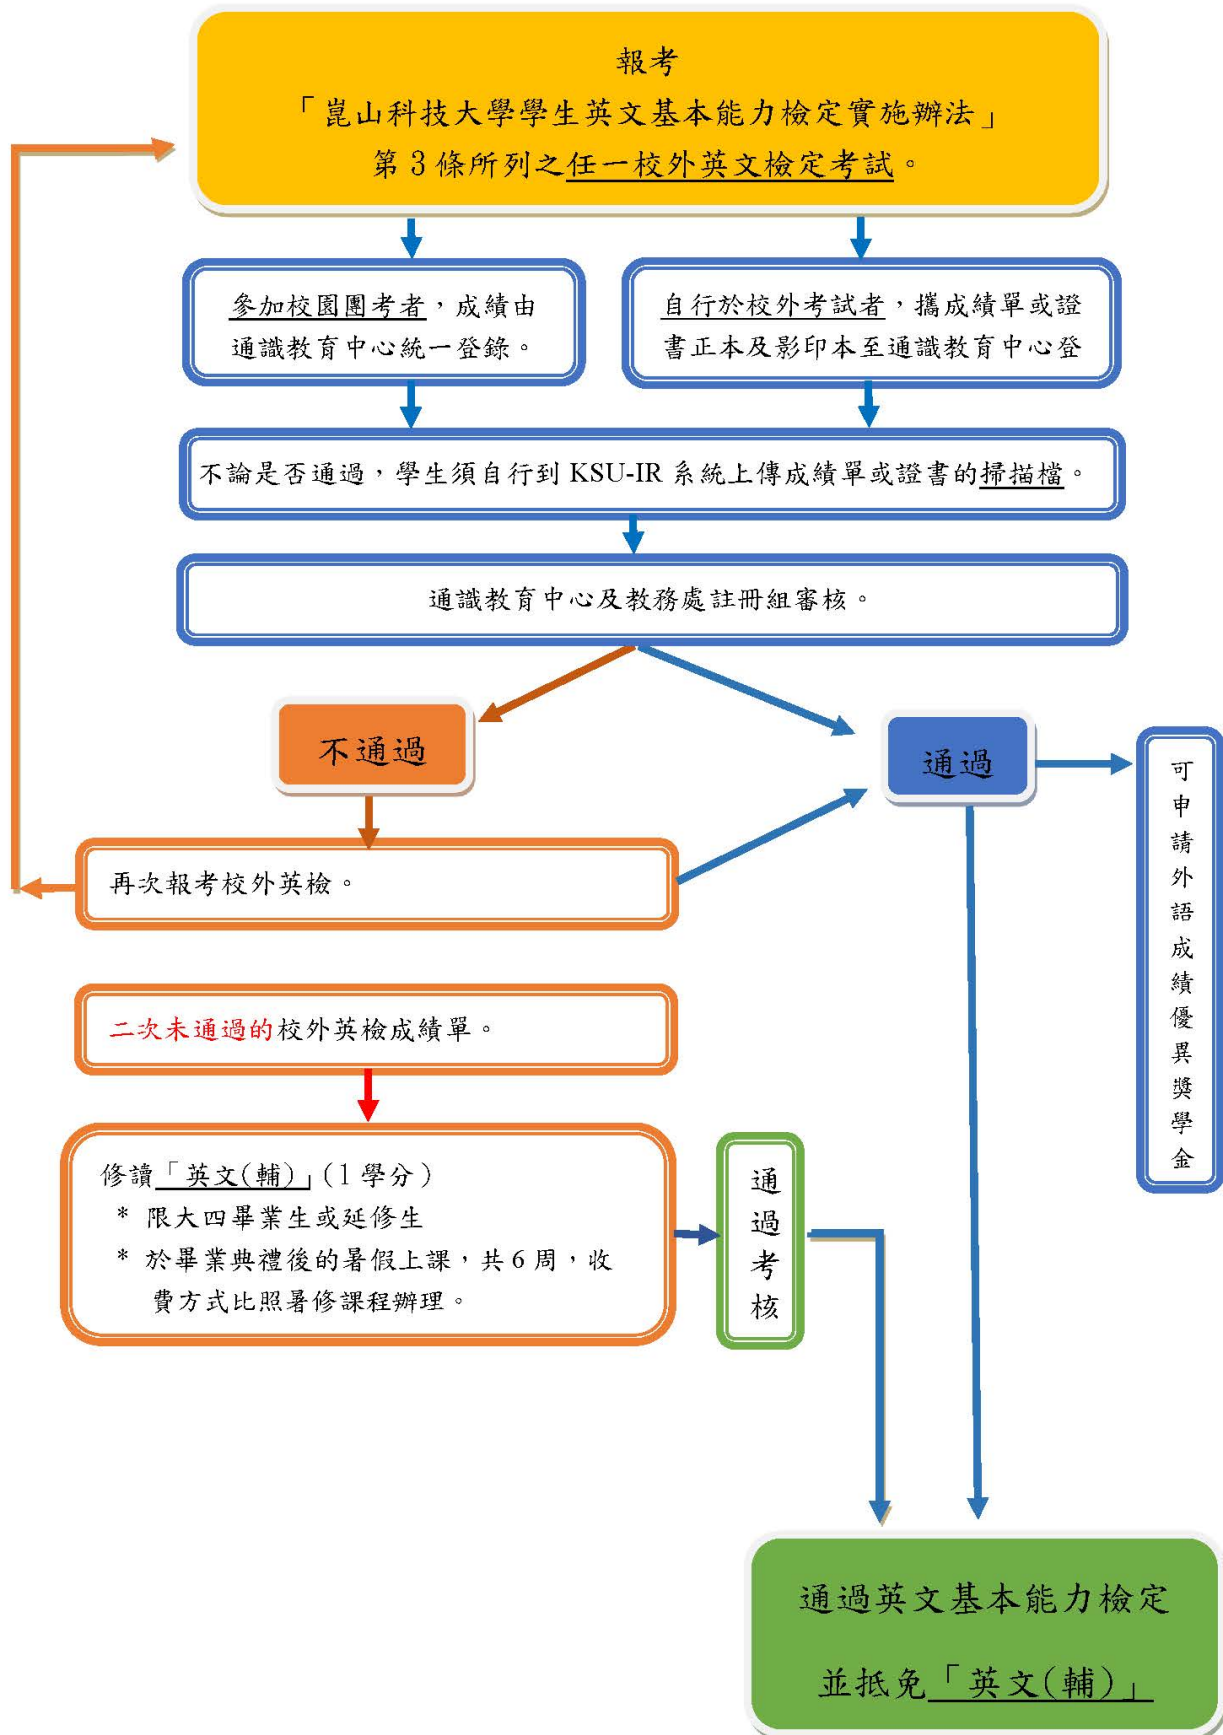 報考
「崑山科技大學學生英文基本能力檢定實施辦法」
第 3 條所列之任一校外英文檢定考試。
參加校園團考者，成績由
通識教育中心統一登錄。
自行於校外考試者，攜成績單或證
書正本及影印本至通識教育中心登
不論是否通過，學生須自行到 KSU-IR 系統上傳成績單或證書的掃描檔。
通識教育中心及教務處註冊組審核。
不通過
通過
可申請外語成績優異獎學金
再次報考校外英檢。
二次未通過的校外英檢成績單。
修讀「英文(輔)」(1 學分)
* 限大四畢業生或延修生
* 於畢業典禮後的暑假上課，共 6 周，收
費方式比照暑修課程辦理。
通過考核
通過英文基本能力檢定
並抵免「英文(輔)」